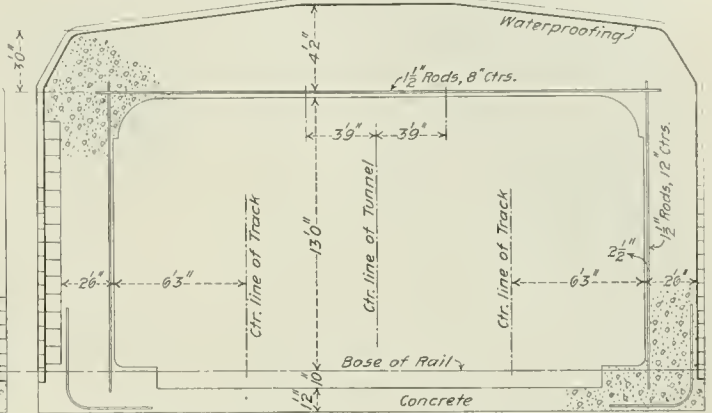 Waterproofing
3'0"
4'2"
1½" Rods, 8" Ctrs.
3'9"
3'9"
1½" Rods, 12" Ctrs.
Ctr. line of Track
13'0"
Ctr. line of Tunnel
Ctr. line of Track
2½"
2'6"
6'3"
6'3"
2'6"
Base of Rail
10"
12"
Concrete